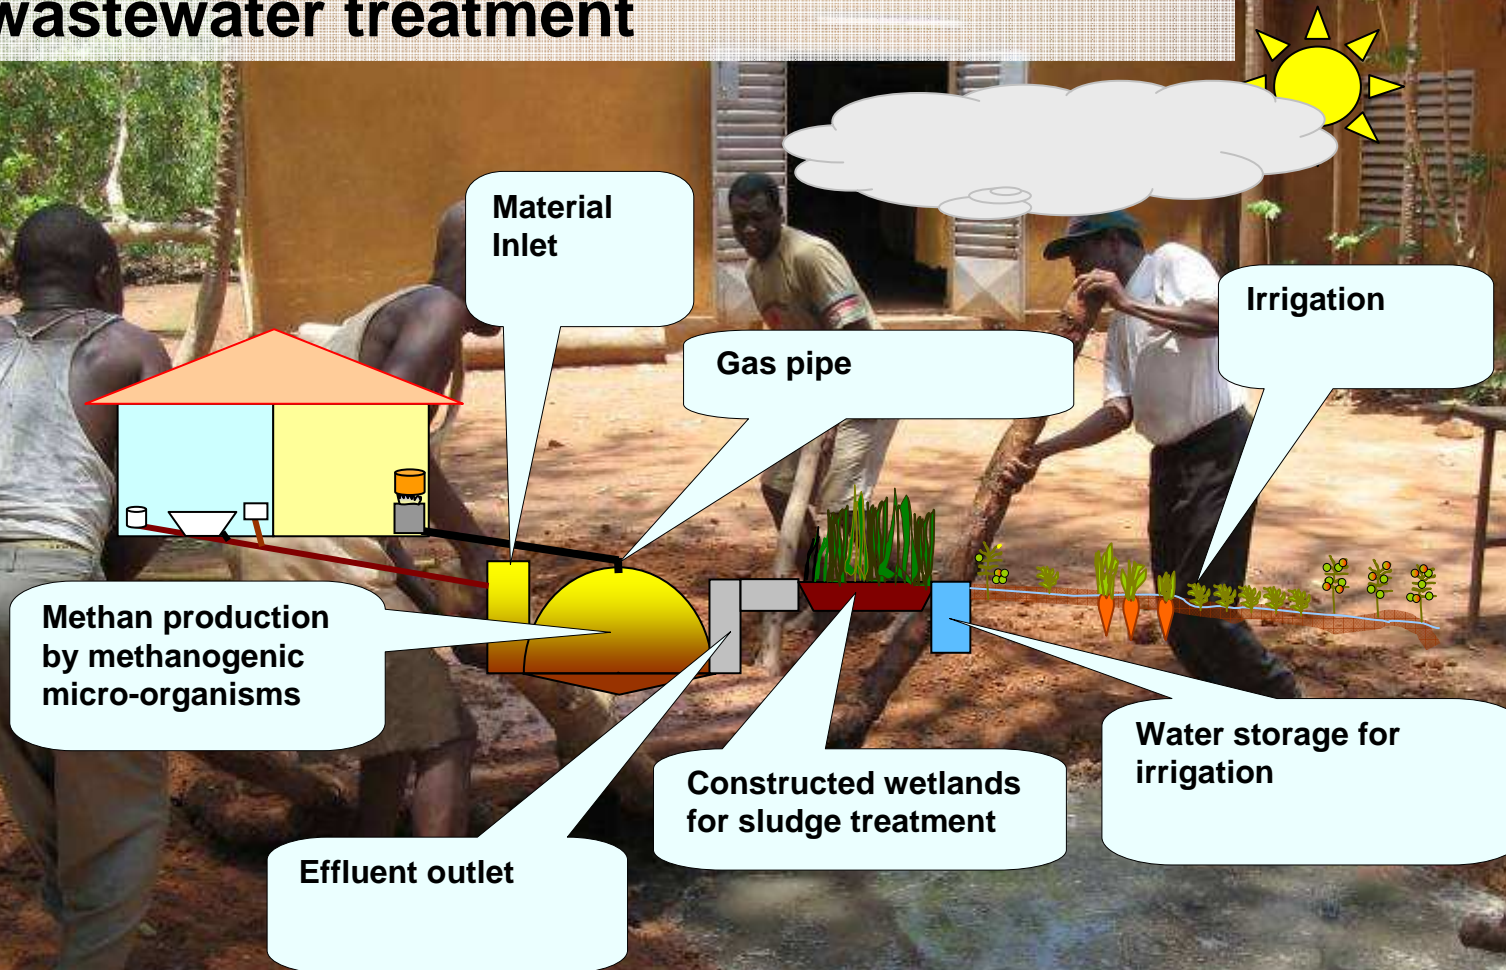 wastewater treatment
Material
Inlet
Gas pipe
Irrigation
Methan production
by methanogenic
micro-organisms
Effluent outlet
Constructed wetlands
for sludge treatment
Water storage for
irrigation